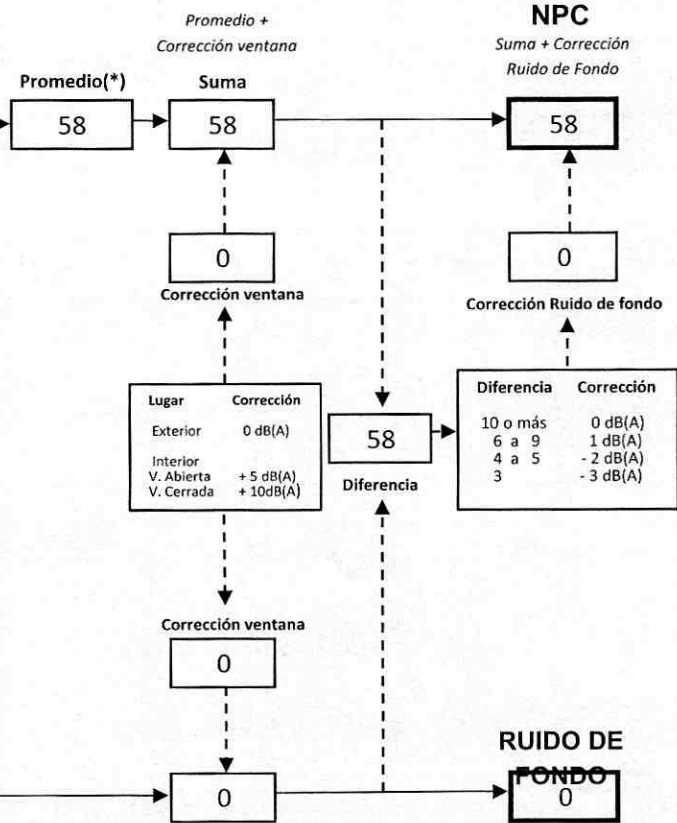 Promedio +
Corrección ventana
NPC
Suma + Corrección
Ruido de Fondo
Promedio(*)
Suma
58
58
58
0
0
Corrección ventana
Corrección Ruido de fondo
Lugar Corrección
Exterior 0 dB(A)
Interior
V. Abierta + 5 dB(A)
V. Cerrada + 10dB(A)
58
Diferencia
Diferencia Corrección
10 o más 0 dB(A)
6 a 9 1 dB(A)
4 a 5 - 2 dB(A)
3 - 3 dB(A)
Corrección ventana
0
RUIDO DE
FONDO
0
0